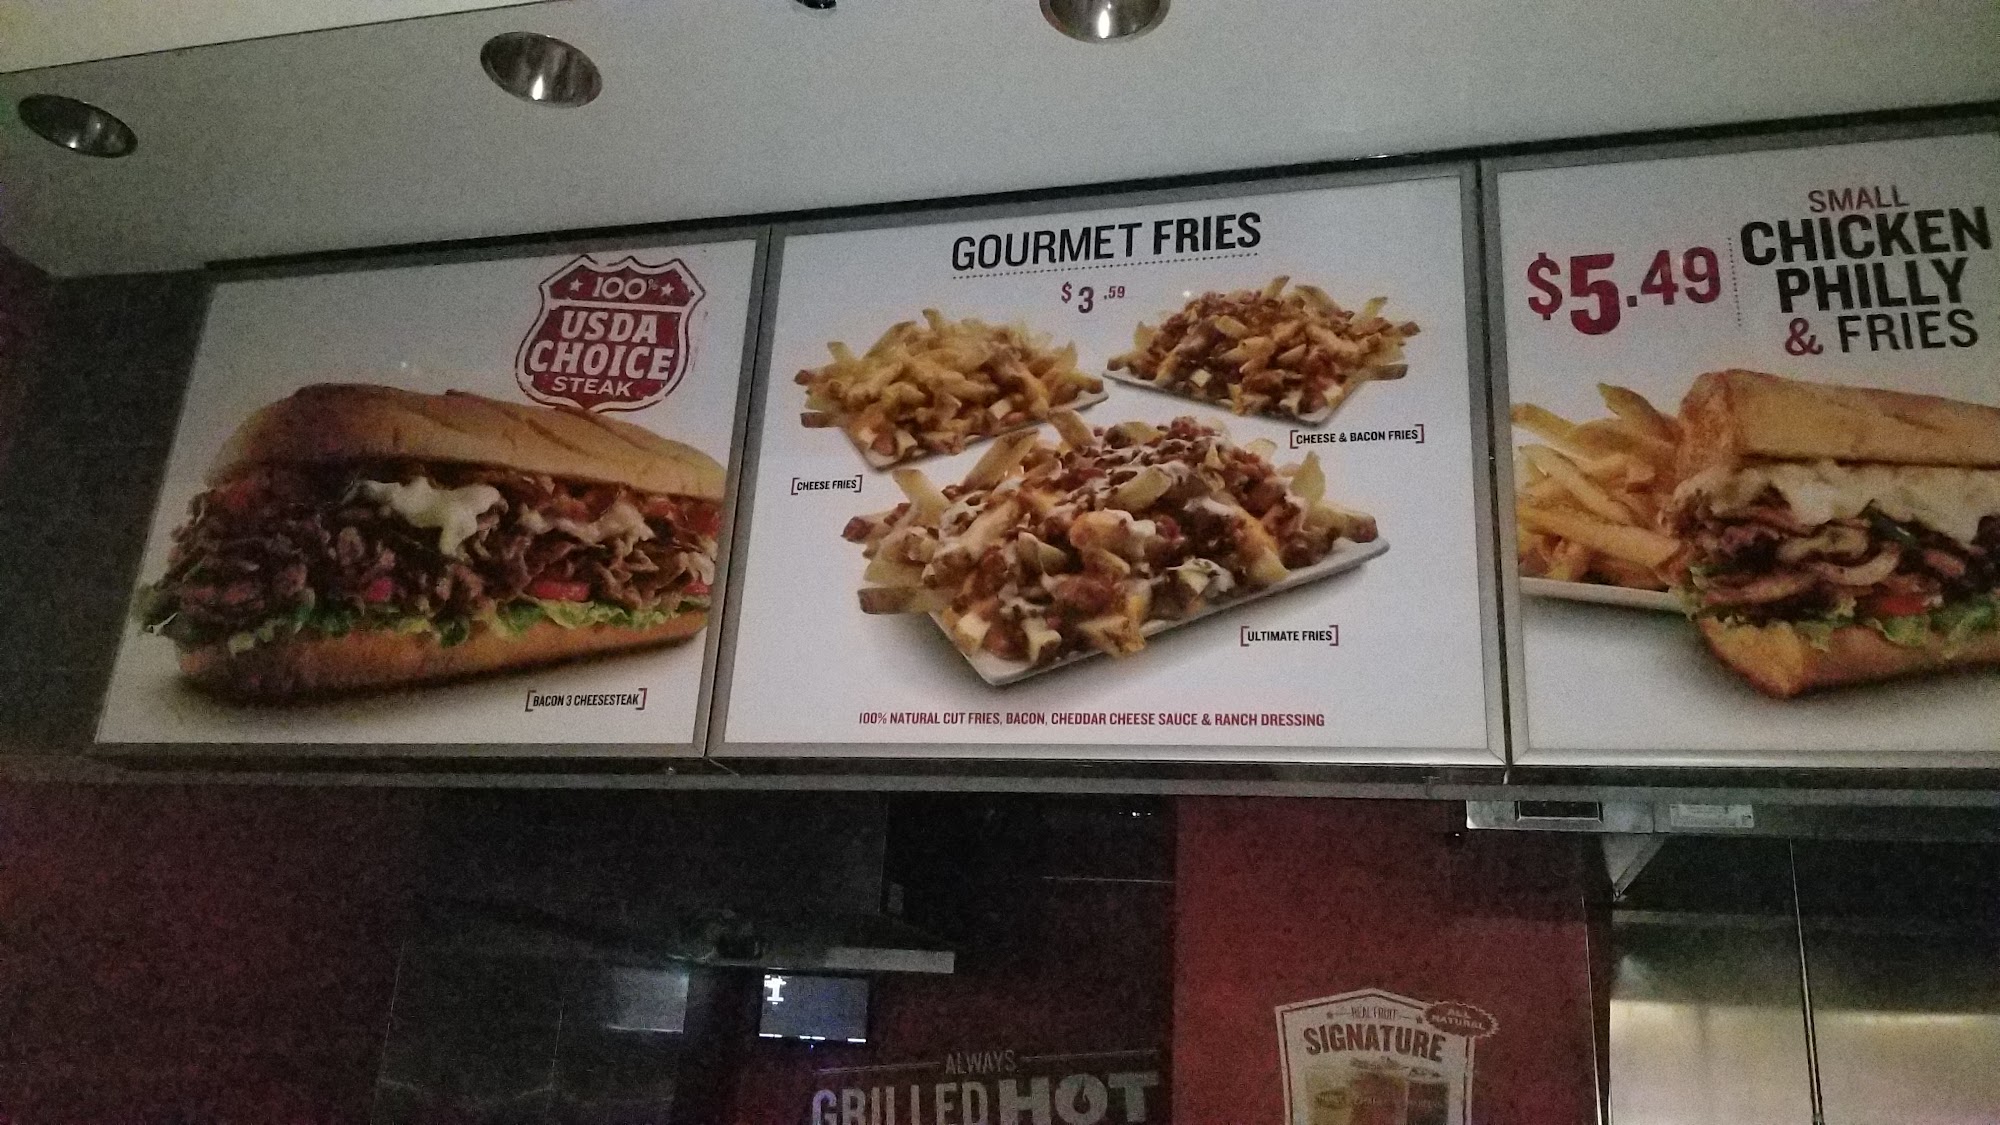 100%
USDA
CHOICE
STEAK
[BACON 3 CHEESESTEAK]
GOURMET FRIES
$3.59
[CHEESE FRIES]
[CHEESE & BACON FRIES]
[ULTIMATE FRIES]
100% NATURAL CUT FRIES, BACON, CHEDDAR CHEESE SAUCE & RANCH DRESSING
$5.49
SMALL
CHICKEN
PHILLY
& FRIES
ALWAYS
GRILLED HOT
REAL FRUIT
SIGNATURE
ALL
NATURAL